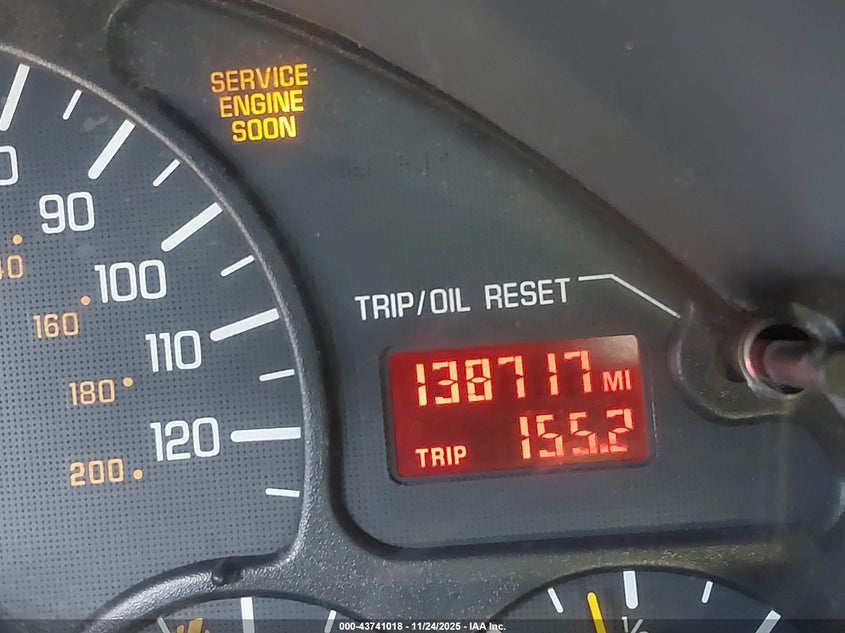 SERVICE
ENGINE
SOON
90
100
160
110
180
120
200
TRIP/OIL RESET
138717 MI
TRIP 155.2
000-43741018 - 11/24/2025 - IAA Inc.